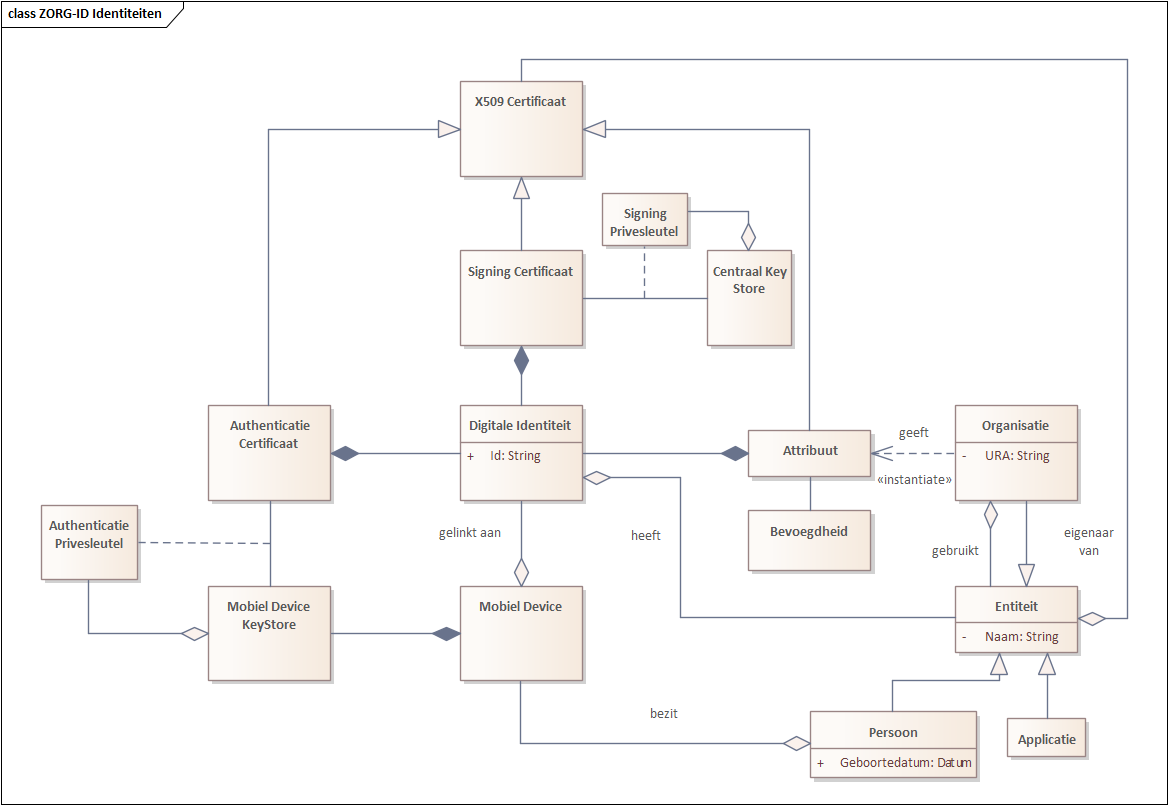 class ZORG-ID Identiteiten
X509 Certificaat
Signing
Privesleutel
Signing Certificaat
Centraal Key
Store
Authenticatie
Certificaat
Digitale Identiteit
+ Id: String
Attribuut
geeft
«instantiate»
Organisatie
- URA: String
Authenticatie
Privesleutel
gelinkt aan
heeft
Bevoegdheid
gebruikt
eigenaar
van
Mobiel Device
KeyStore
Mobiel Device
Entiteit
- Naam: String
bezit
Persoon
+ Geboortedatum: Datum
Applicatie